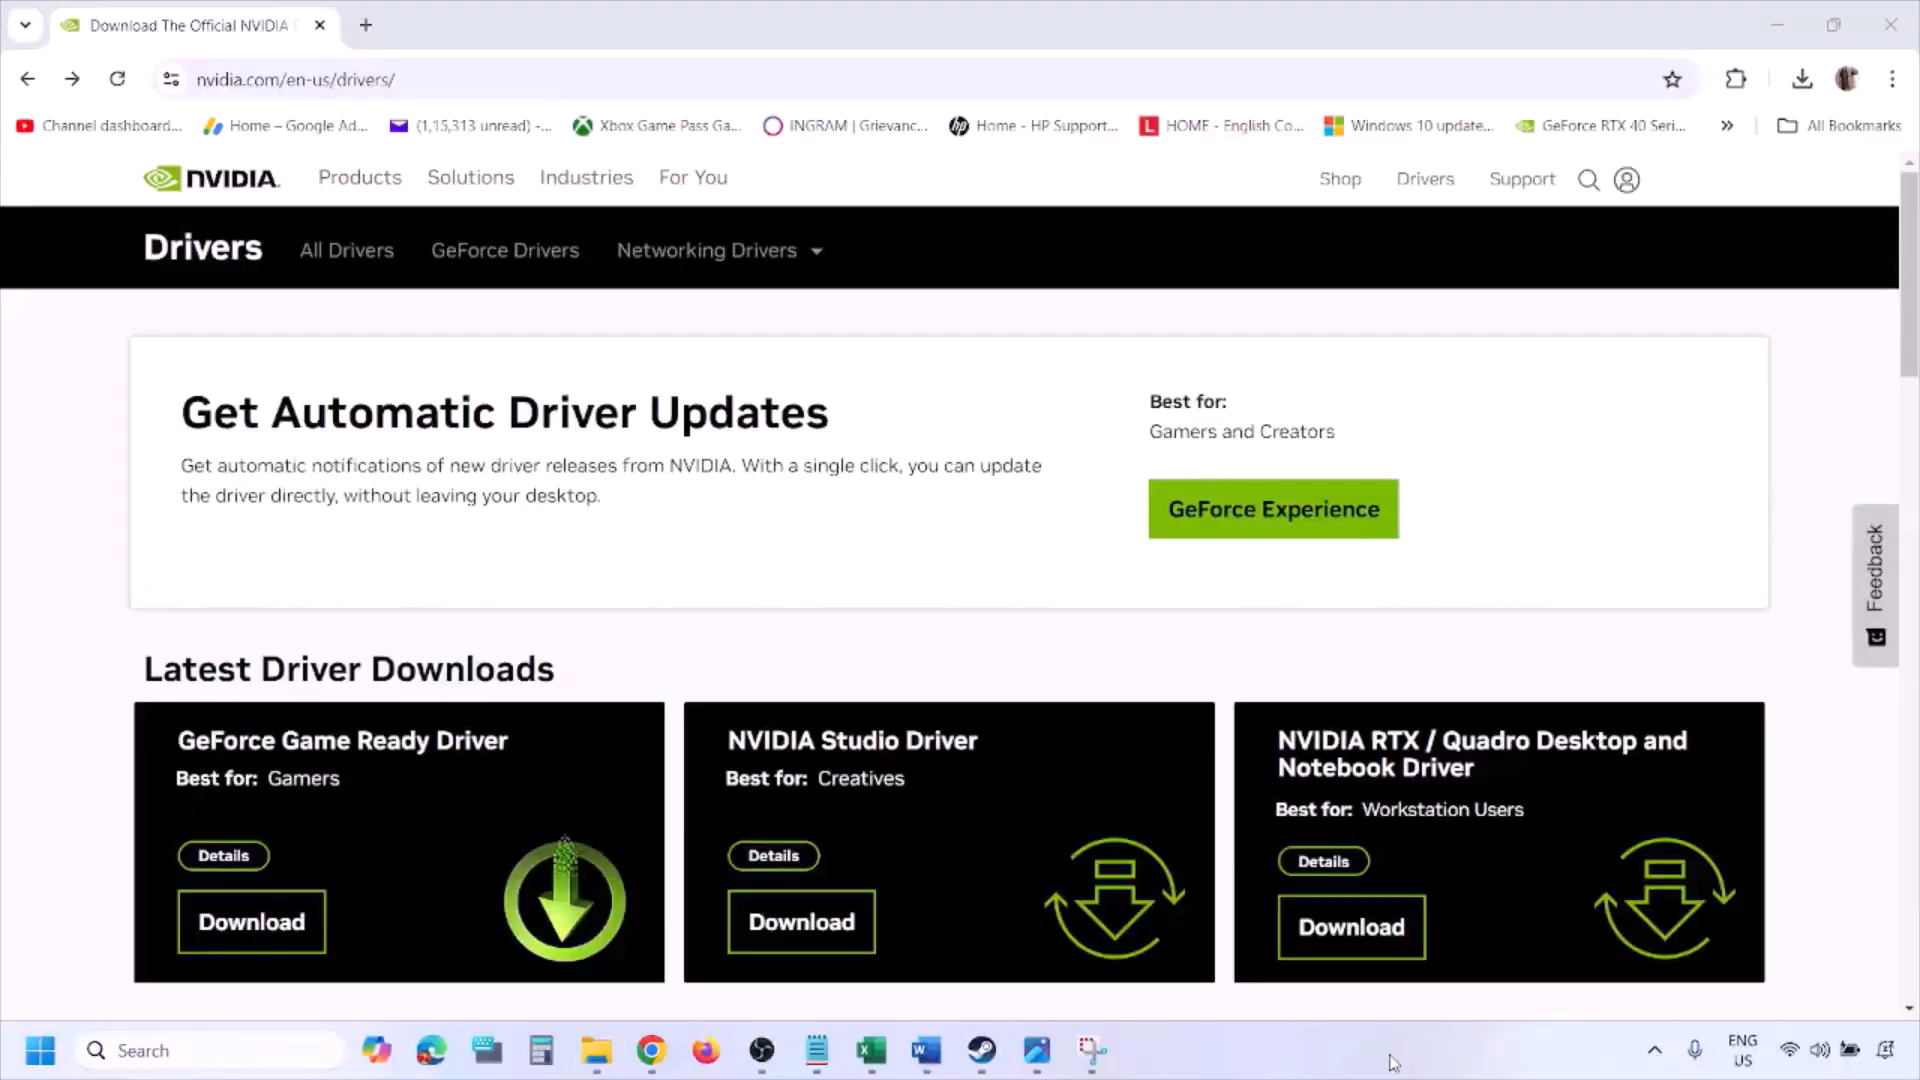 Download The Official NVIDIA
nvidia.com/en-us/drivers/
Channel dashboard... Home – Google Ad... (1,15,313 unread) -... Xbox Game Pass Ga... INGRAM | Grievanc... Home - HP Support... HOME - English Co... Windows 10 update... GeForce RTX 40 Seri... » All Bookmarks
NVIDIA. Products Solutions Industries For You Shop Drivers Support
Drivers All Drivers GeForce Drivers Networking Drivers
Get Automatic Driver Updates
Get automatic notifications of new driver releases from NVIDIA. With a single click, you can update
the driver directly, without leaving your desktop.
Best for:
Gamers and Creators
GeForce Experience
Feedback
Latest Driver Downloads
GeForce Game Ready Driver
Best for: Gamers
Details
Download
NVIDIA Studio Driver
Best for: Creatives
Details
Download
NVIDIA RTX / Quadro Desktop and
Notebook Driver
Best for: Workstation Users
Details
Download
Search
ENG
US